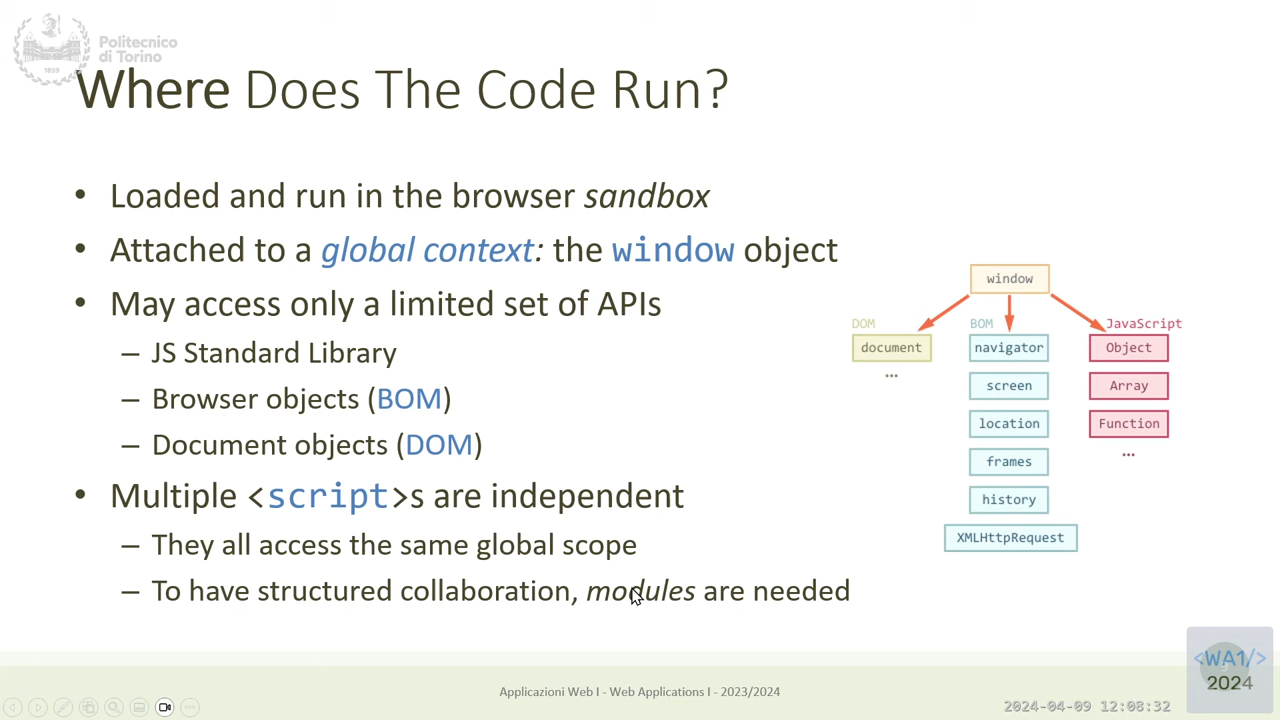 Politecnico
di Torino
1859
Where Does The Code Run?
• Loaded and run in the browser sandbox
• Attached to a global context: the window object
• May access only a limited set of APIs
– JS Standard Library
– Browser objects (BOM)
– Document objects (DOM)
• Multiple <script>s are independent
– They all access the same global scope
– To have structured collaboration, modules are needed
window
DOM
BOM
JavaScript
document
navigator
Object
...
screen
Array
location
Function
frames
...
history
XMLHttpRequest
Applicazioni Web I - Web Applications I - 2023/2024
<WA1/>
2024
2024-04-09 12:08:32